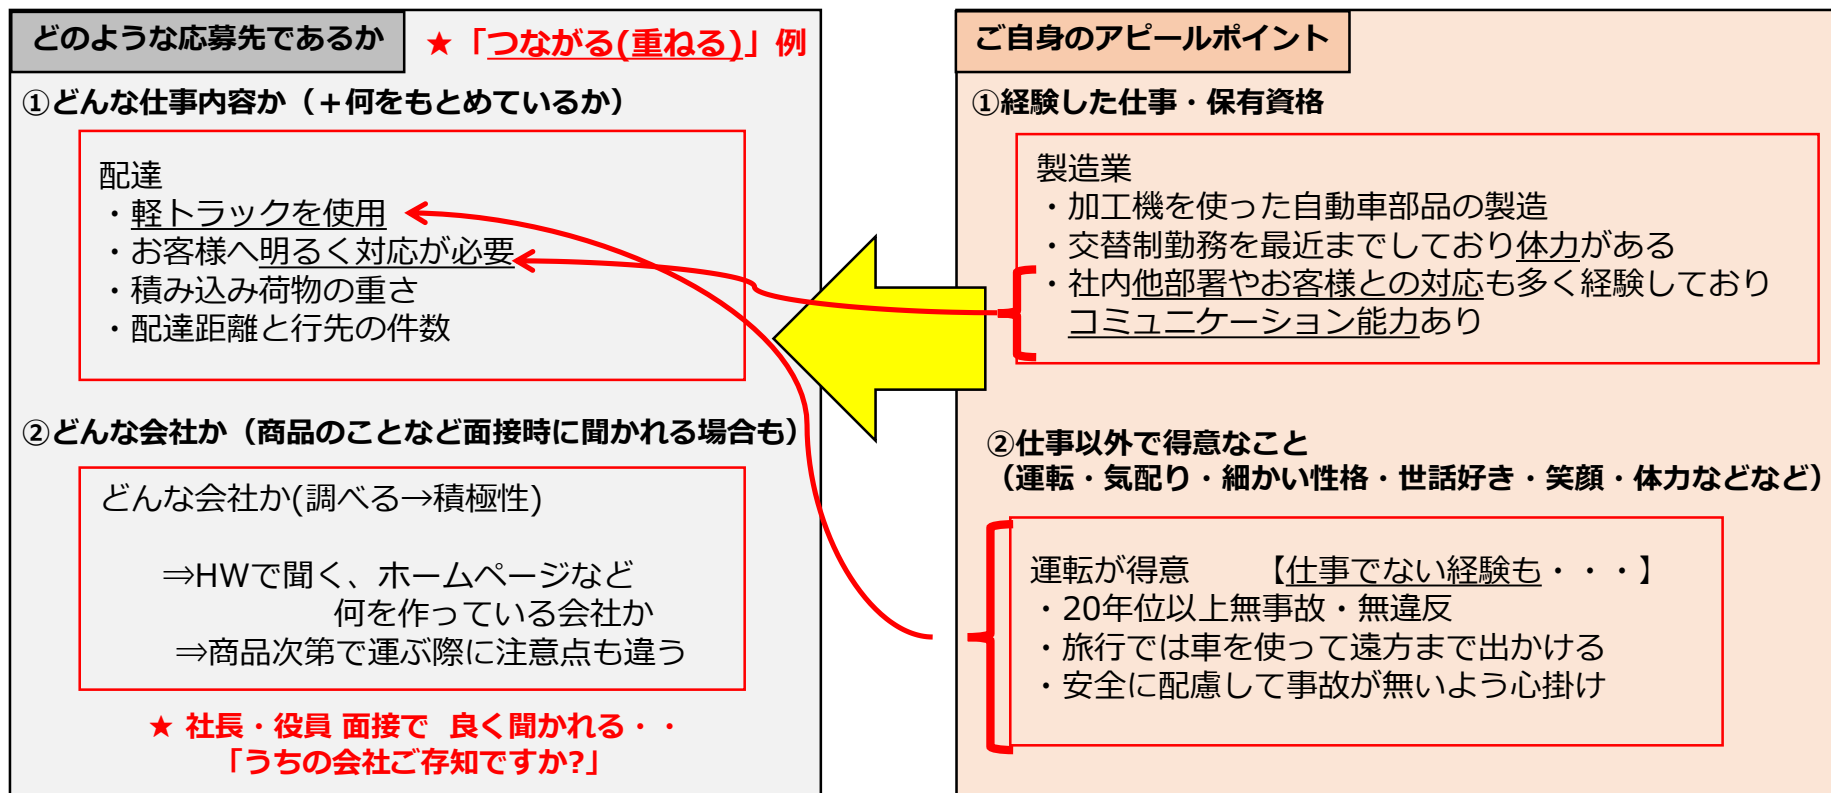 どのような応募先であるか
★「つながる(重ねる)」例
①どんな仕事内容か（＋何をもとめているか）
配達
・軽トラックを使用
・お客様へ明るく対応が必要
・積み込み荷物の重さ
・配達距離と行先の件数
②どんな会社か（商品のことなど面接時に聞かれる場合も）
どんな会社か(調べる→積極性)
⇒HWで聞く、ホームページなど
何を作っている会社か
⇒商品次第で運ぶ際に注意点も違う
★ 社長・役員 面接で 良く聞かれる・・
「うちの会社ご存知ですか?」
ご自身のアピールポイント
①経験した仕事・保有資格
製造業
・加工機を使った自動車部品の製造
・交替制勤務を最近までしており体力がある
・社内他部署やお客様との対応も多く経験しており
コミュニケーション能力あり
②仕事以外で得意なこと
（運転・気配り・細かい性格・世話好き・笑顔・体力などなど）
運転が得意　　【仕事でない経験も・・・】
・20年位以上無事故・無違反
・旅行では車を使って遠方まで出かける
・安全に配慮して事故が無いよう心掛け